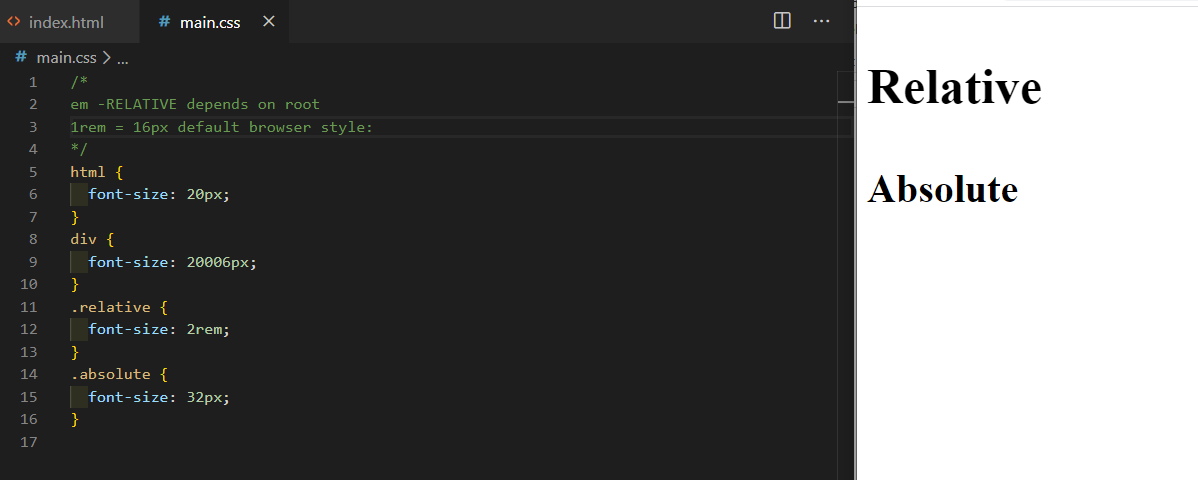 index.html
# main.css
# main.css > ...
1 /*
2 em -RELATIVE depends on root
3 1rem = 16px default browser style:
4 */
5 html {
6 font-size: 20px;
7 }
8 div {
9 font-size: 20006px;
10 }
11 .relative {
12 font-size: 2rem;
13 }
14 .absolute {
15 font-size: 32px;
16 }
17
Relative
Absolute